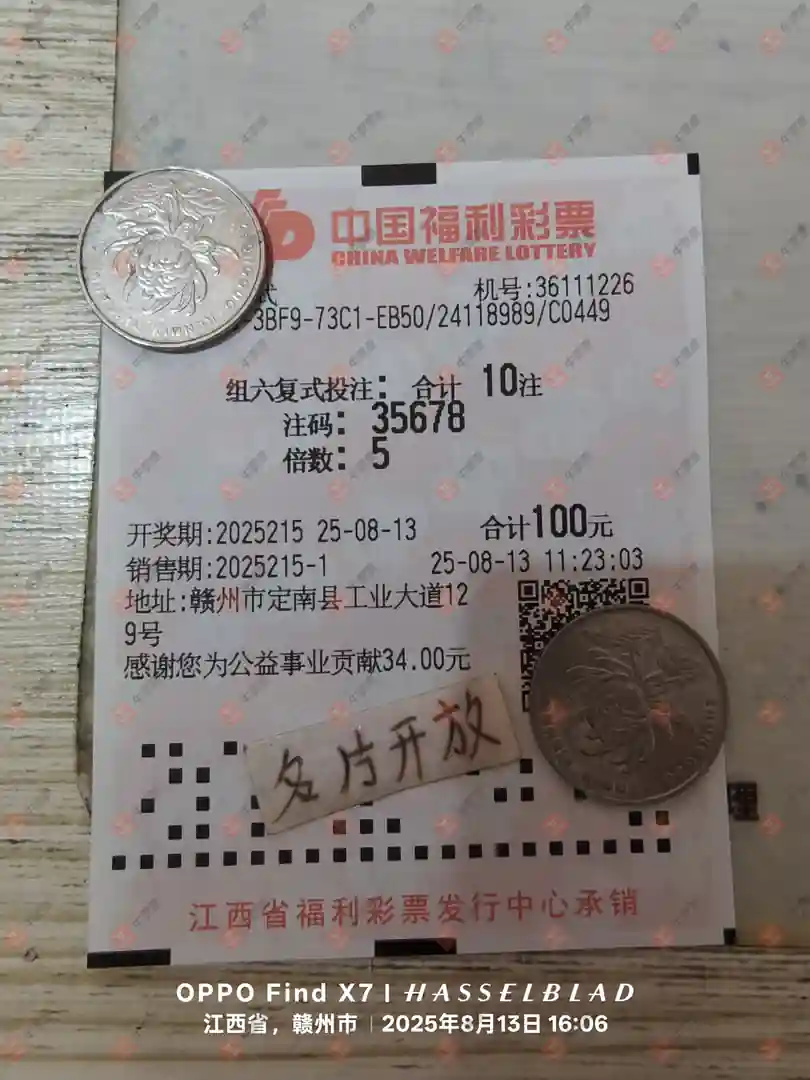 中国福利彩票
CHINA WELFARE LOTTERY
式 机号:36111226
-3BF9-73C1-EB50/24118989/C0449
组六复式投注: 合计 10注
注码: 35678
倍数: 5
开奖期:2025215 25-08-13 合计100元
销售期:2025215-1 25-08-13 11:23:03
地址:赣州市定南县工业大道12
9号
感谢您为公益事业贡献34.00元
名片开放
江西省福利彩票发行中心承销
OPPO Find X7 | HASSELBLAD
江西省，赣州市 | 2025年8月13日 16:06